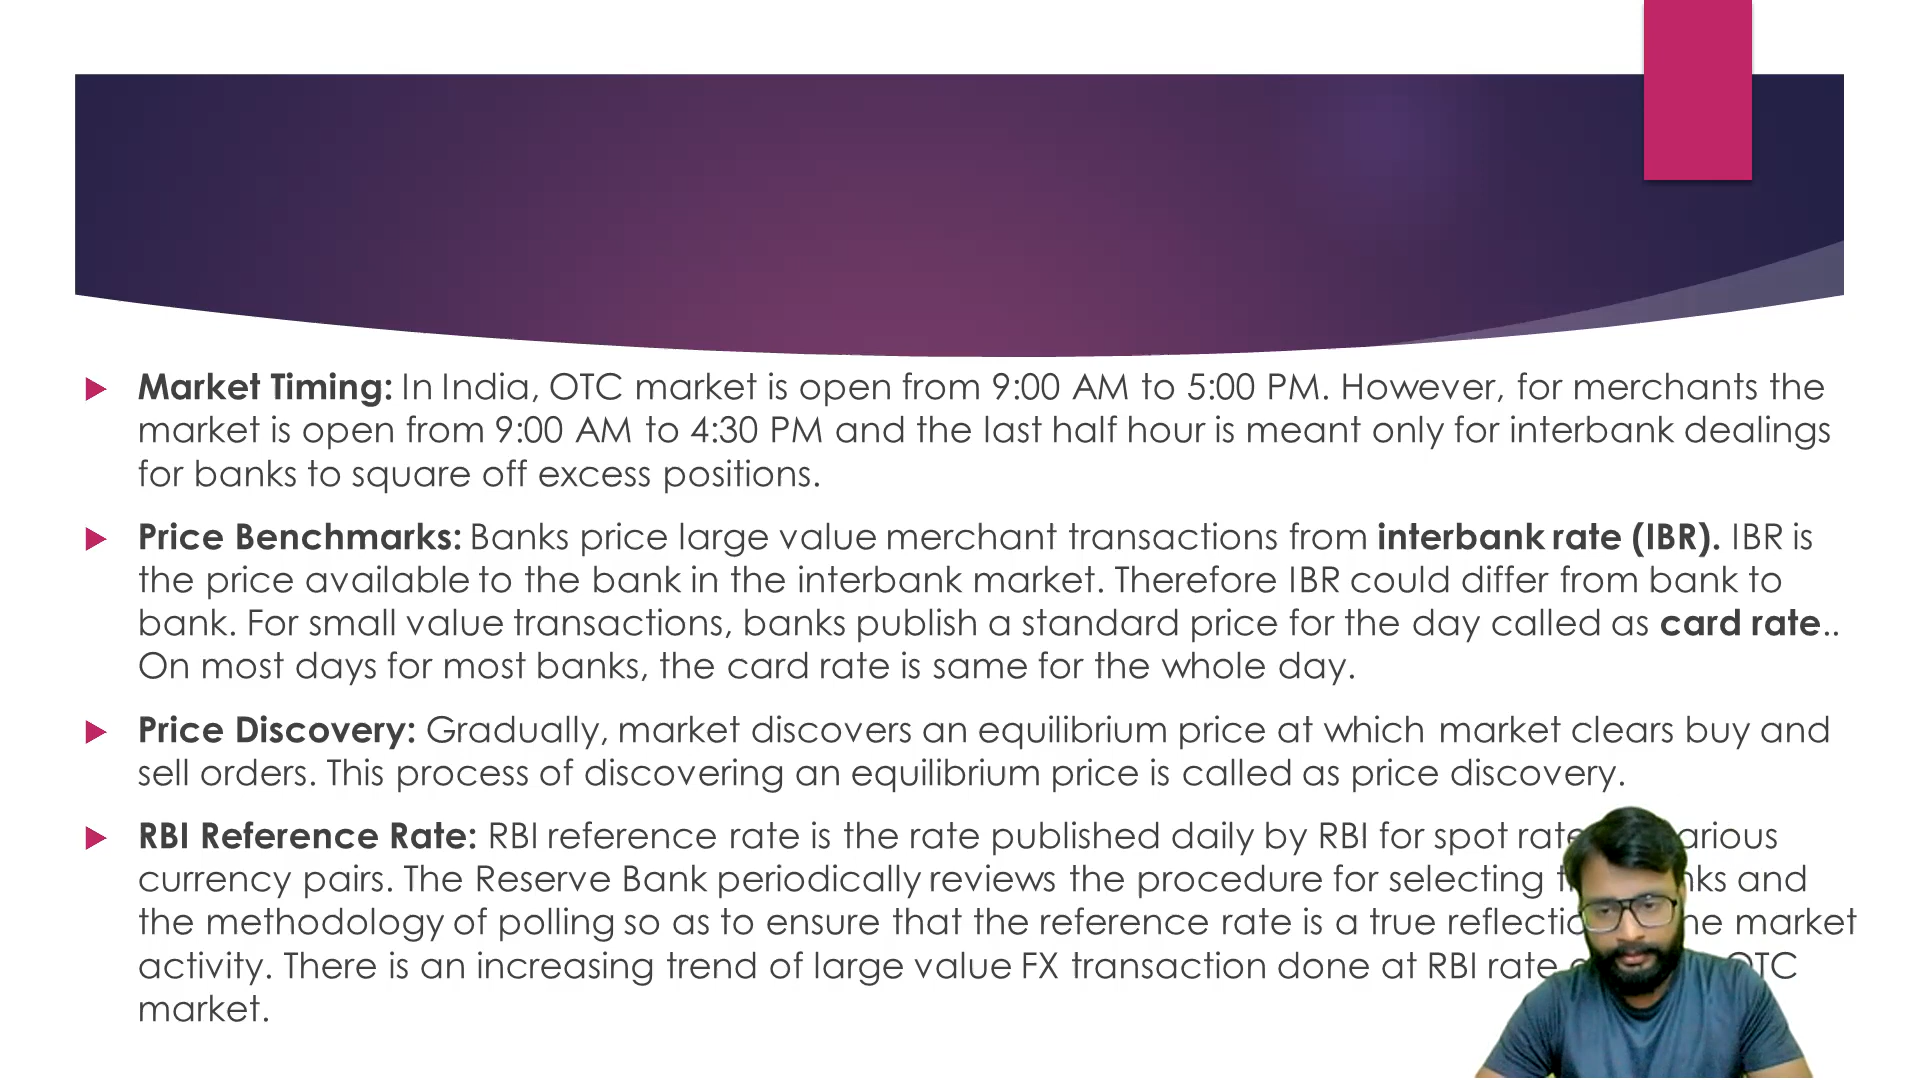 Market Timing: In India, OTC market is open from 9:00 AM to 5:00 PM. However, for merchants the
market is open from 9:00 AM to 4:30 PM and the last half hour is meant only for interbank dealings
for banks to square off excess positions.
Price Benchmarks: Banks price large value merchant transactions from interbank rate (IBR). IBR is
the price available to the bank in the interbank market. Therefore IBR could differ from bank to
bank. For small value transactions, banks publish a standard price for the day called as card rate..
On most days for most banks, the card rate is same for the whole day.
Price Discovery: Gradually, market discovers an equilibrium price at which market clears buy and
sell orders. This process of discovering an equilibrium price is called as price discovery.
RBI Reference Rate: RBI reference rate is the rate published daily by RBI for spot
currency pairs. The Reserve Bank periodically reviews the procedure for selecting and
the methodology of polling so as to ensure that the reference rate is a true market
activity. There is an increasing trend of large value FX transaction done at RBI rate OTC
market.